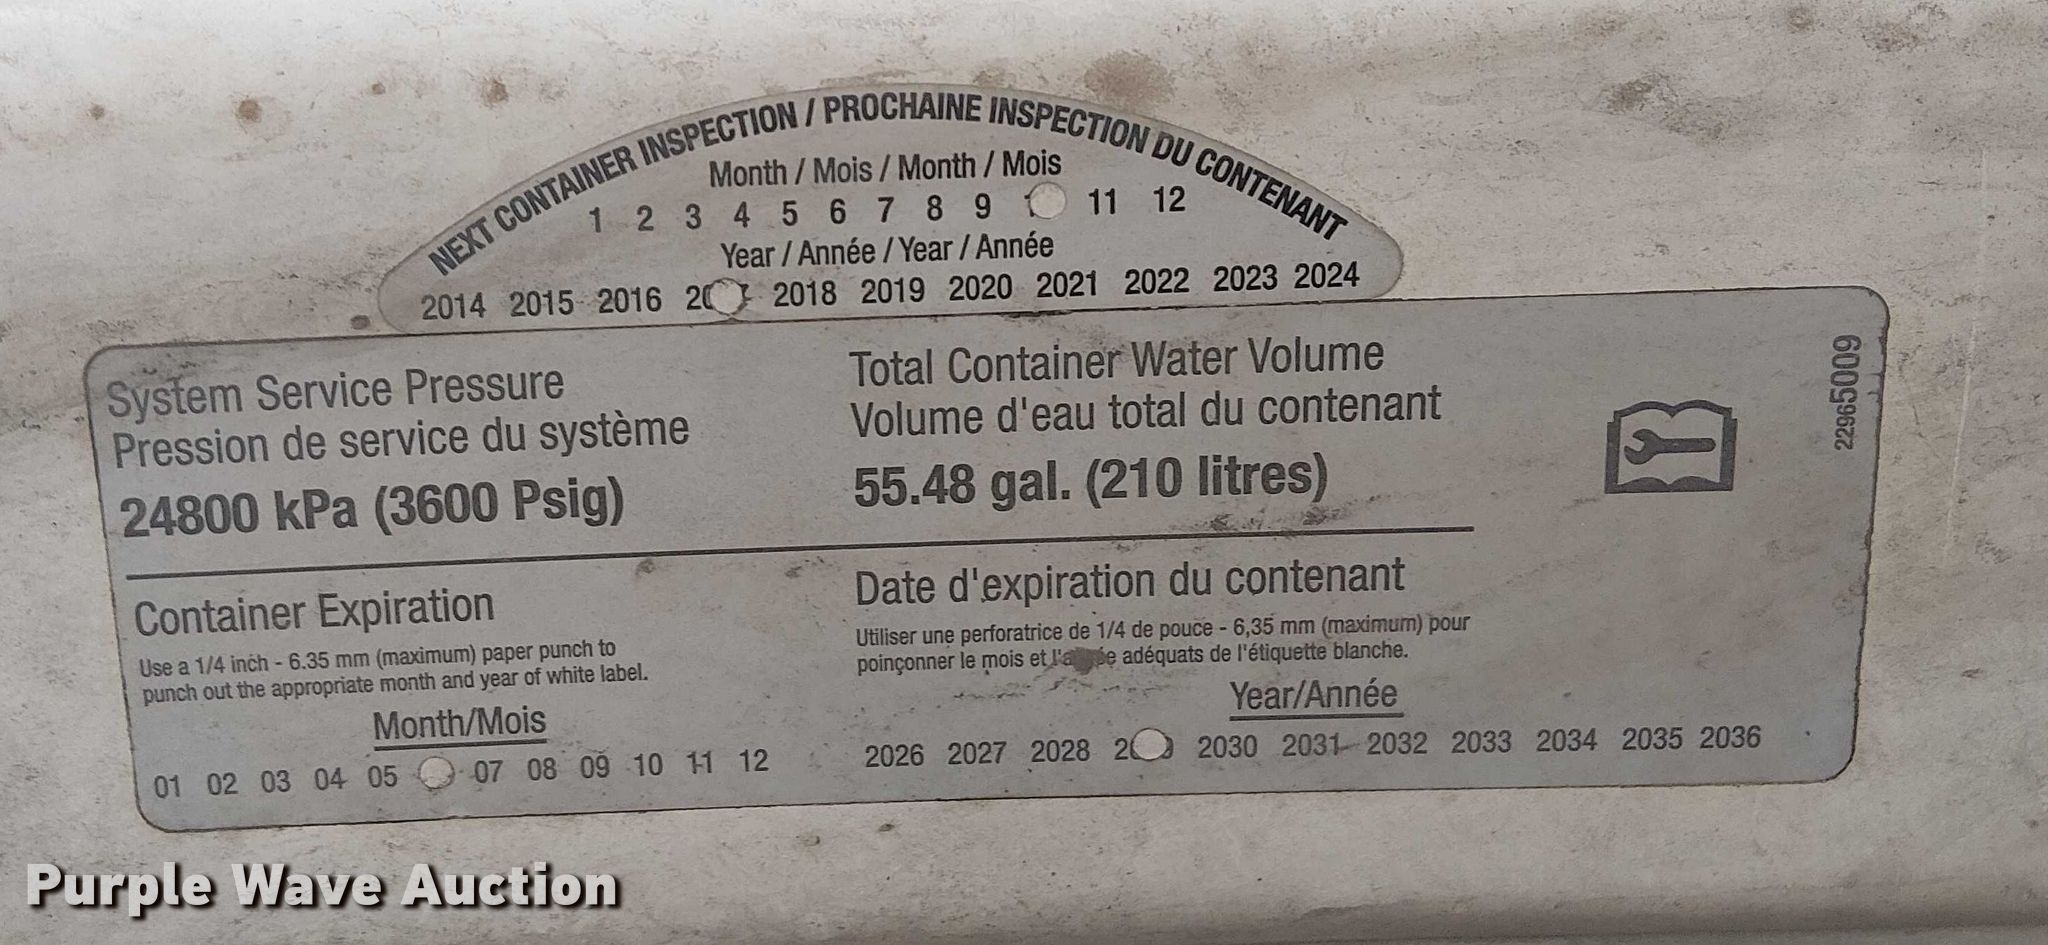 NEXT CONTAINER INSPECTION / PROCHAINE INSPECTION DU CONTENANT
Month / Mois / Month / Mois
1 2 3 4 5 6 7 8 9 11 12
Year / Année / Year / Année
2014 2015 2016 2018 2019 2020 2021 2022 2023 2024
System Service Pressure
Pression de service du système
24800 kPa (3600 Psig)
Total Container Water Volume
Volume d'eau total du contenant
55.48 gal. (210 litres)
22965009
Container Expiration
Use a 1/4 inch - 6.35 mm (maximum) paper punch to
punch out the appropriate month and year of white label.
Month/Mois
01 02 03 04 05 07 08 09 10 11 12
Date d'expiration du contenant
Utiliser une perforatrice de 1/4 de pouce - 6,35 mm (maximum) pour
poinçonner le mois et adéquats de l'étiquette blanche.
Year/Année
2026 2027 2028 2030 2031 2032 2033 2034 2035 2036
Purple Wave Auction